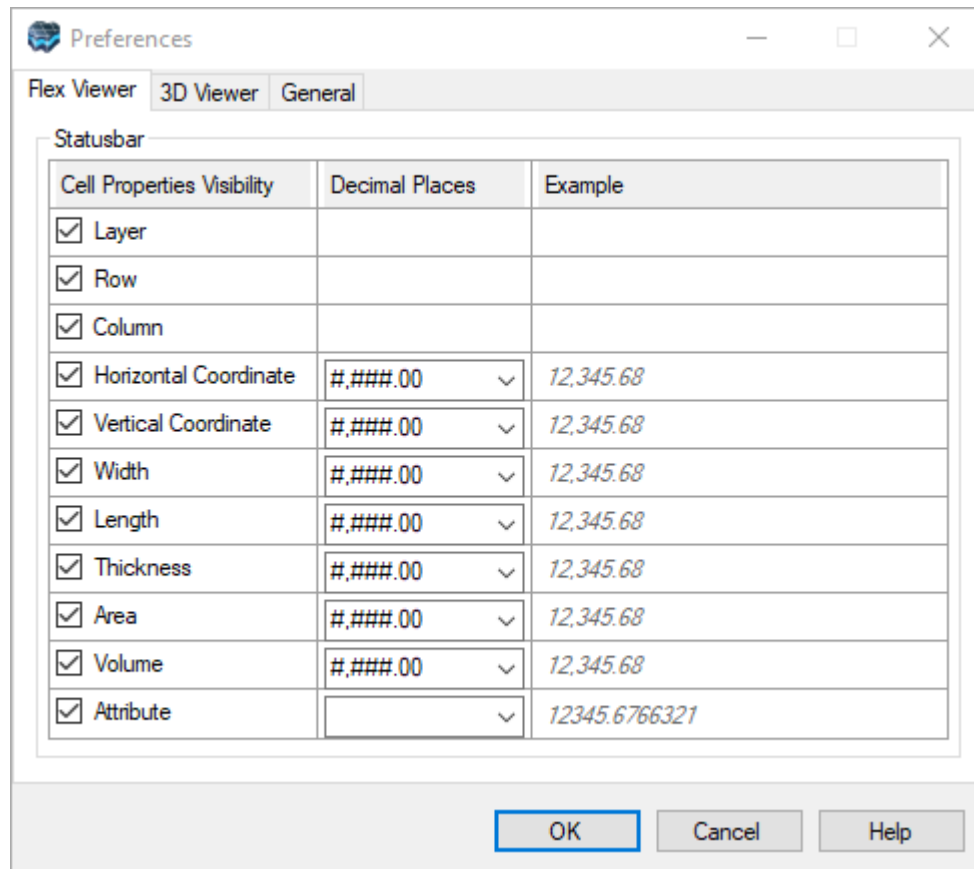 Preferences
Flex Viewer 3D Viewer General
Statusbar
Cell Properties Visibility Decimal Places Example
Layer
Row
Column
Horizontal Coordinate #,###.00 12,345.68
Vertical Coordinate #,###.00 12,345.68
Width #,###.00 12,345.68
Length #,###.00 12,345.68
Thickness #,###.00 12,345.68
Area #,###.00 12,345.68
Volume #,###.00 12,345.68
Attribute 12345.6766321
OK Cancel Help